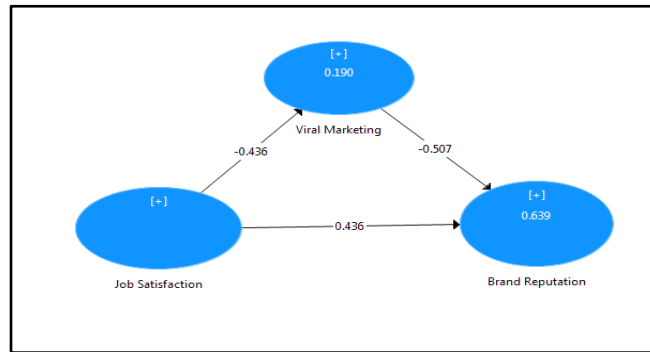 [+]
0.190
Viral Marketing
-0.436
-0.507
[+]
[+]
0.639
0.436
Job Satisfaction
Brand Reputation